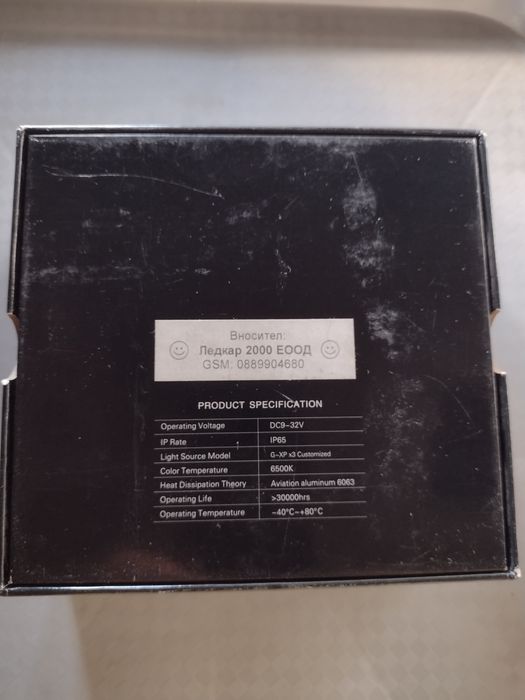 Вносител:
Ледкар 2000 ЕООД
GSM: 0889904680
PRODUCT SPECIFICATION
Operating Voltage DC9-32V
IP Rate IP65
Light Source Model G-XP x3 Customized
Color Temperature 6500K
Heat Dissipation Theory Aviation aluminum 6063
Operating Life >30000hrs
Operating Temperature -40°C~+80°C